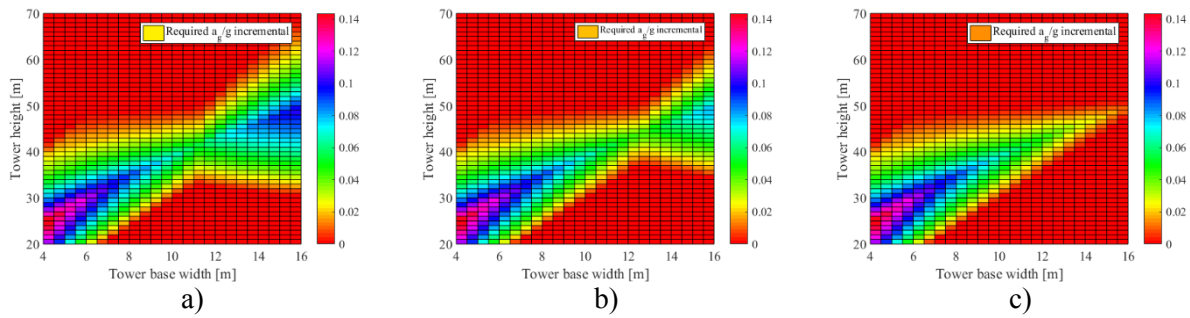 70
60
50
40
30
20
Tower height [m]
4 6 8 10 12 14 16
Tower base width [m]
Required a_g/g incremental
0.14
0.12
0.1
0.08
0.06
0.04
0.02
0
a)
70
60
50
40
30
20
Tower height [m]
4 6 8 10 12 14 16
Tower base width [m]
Required a_g/g incremental
0.14
0.12
0.1
0.08
0.06
0.04
0.02
0
b)
70
60
50
40
30
20
Tower height [m]
4 6 8 10 12 14 16
Tower base width [m]
Required a_g/g incremental
0.14
0.12
0.1
0.08
0.06
0.04
0.02
0
c)